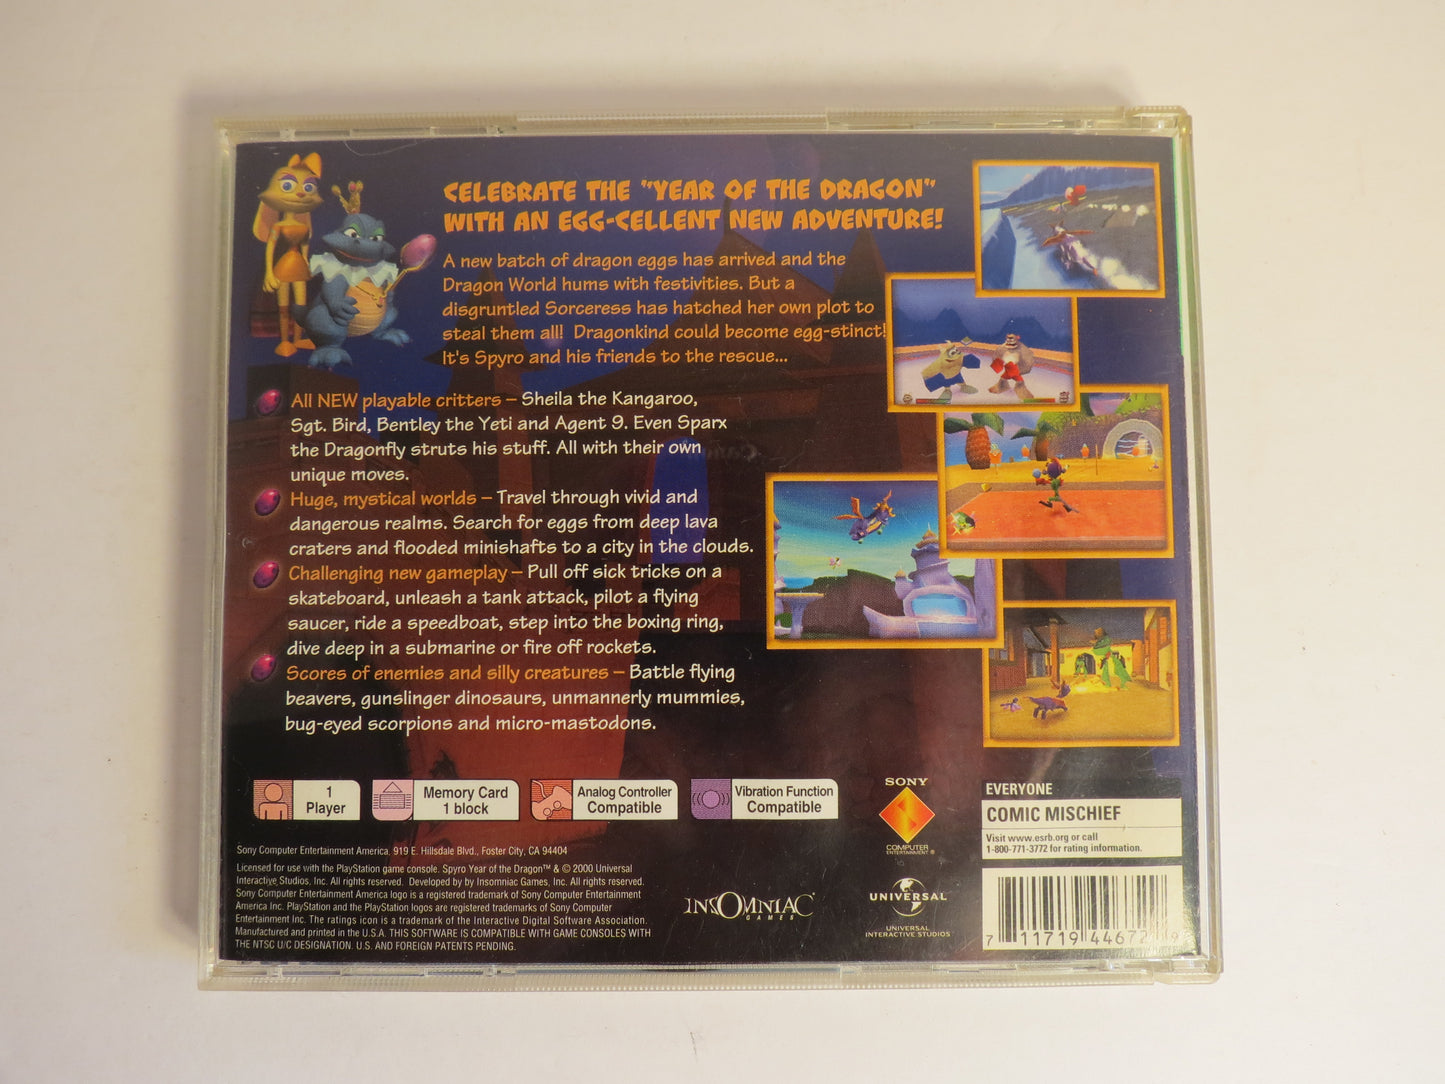 CELEBRATE THE "YEAR OF THE DRAGON"
WITH AN EGG-CELLENT NEW ADVENTURE!
A new batch of dragon eggs has arrived and the
Dragon World hums with festivities. But a
disgruntled Sorceress has hatched her own plot to
steal them all! Dragonkind could become egg-stinct!
It's Spyro and his friends to the rescue...
All NEW playable critters – Sheila the Kangaroo,
Sgt. Bird, Bentley the Yeti and Agent 9. Even Sparx
the Dragonfly struts his stuff. All with their own
unique moves.
Huge, mystical worlds – Travel through vivid and
dangerous realms. Search for eggs from deep lava
craters and flooded minishafts to a city in the clouds.
Challenging new gameplay – Pull off sick tricks on a
skateboard, unleash a tank attack, pilot a flying
saucer, ride a speedboat, step into the boxing ring,
dive deep in a submarine or fire off rockets.
Scores of enemies and silly creatures – Battle flying
beavers, gunslinger dinosaurs, unmannerly mummies,
bug-eyed scorpions and micro-mastodons.
1
Player
Memory Card
1 block
Analog Controller
Compatible
Vibration Function
Compatible
SONY
COMPUTER
ENTERTAINMENT ®
EVERYONE
COMIC MISCHIEF
Visit www.esrb.org or call
1-800-771-3772 for rating information.
Sony Computer Entertainment America, 919 E. Hillsdale Blvd., Foster City, CA 94404
Licensed for use with the PlayStation game console. Spyro Year of the Dragon™ & © 2000 Universal
Interactive Studios, Inc. All rights reserved. Developed by by Insomniac Games, Inc. All rights reserved.
Sony Computer Entertainment America logo is a registered trademark of Sony Computer Entertainment
America Inc. PlayStation and the PlayStation logos are registered trademarks of Sony Computer
Entertainment Inc. The ratings icon is a trademark of the Interactive Digital Software Association.
Manufactured and printed in the U.S.A. THIS SOFTWARE IS COMPATIBLE WITH GAME CONSOLES WITH
THE NTSC U/C DESIGNATION. U.S. AND FOREIGN PATENTS PENDING.
INSOMNIAC
GAMES
UNIVERSAL
UNIVERSAL
INTERACTIVE STUDIOS
7 11719 44672 9